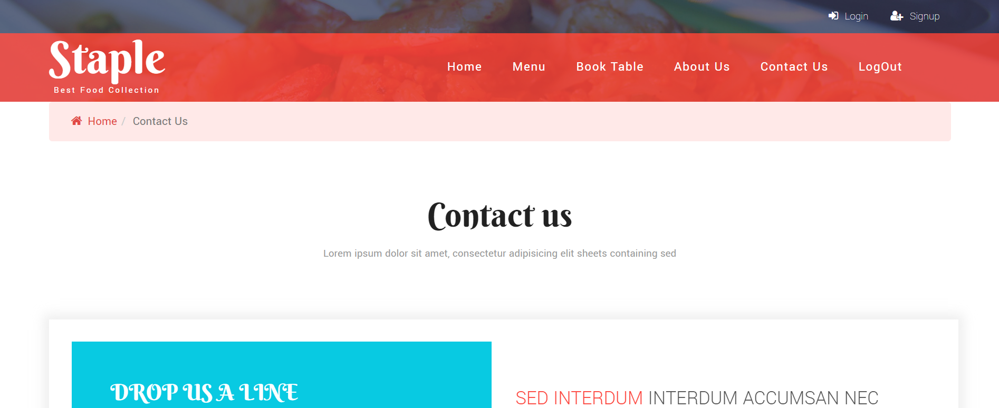 Login Signup
Staple
Best Food Collection
Home Menu Book Table About Us Contact Us LogOut
Home / Contact Us
Contact us
Lorem ipsum dolor sit amet, consectetur adipisicing elit sheets containing sed
DROP US A LINE
SED INTERDUM INTERDUM ACCUMSAN NEC